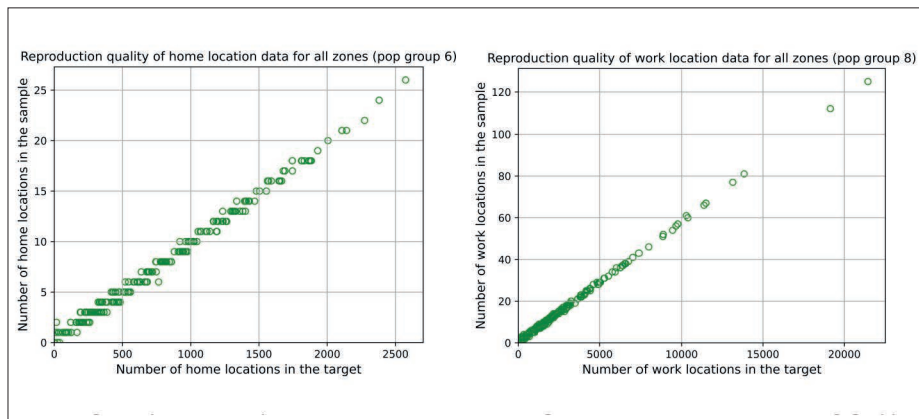 Reproduction quality of home location data for all zones (pop group 6)
Number of home locations in the sample
25
20
15
10
5
0
0 500 1000 1500 2000 2500
Number of home locations in the target
Reproduction quality of work location data for all zones (pop group 8)
Number of work locations in the sample
120
100
80
60
40
20
0
0 5000 10000 15000 20000
Number of work locations in the target